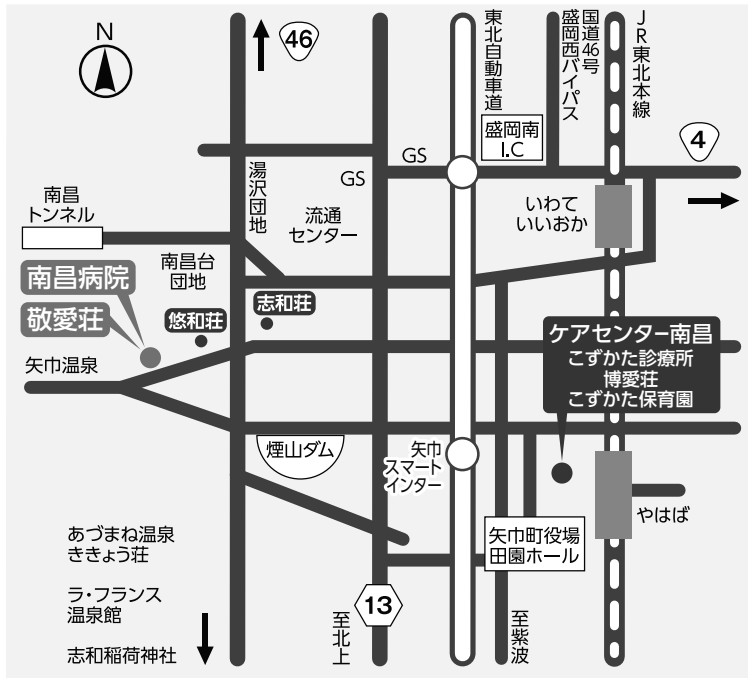 N
46
東北自動車道
国道46号
盛岡西バイパス
JR東北本線
盛岡南
I.C
4
GS
GS
湯沢団地
流通
センター
いわて
いいおか
南昌
トンネル
南昌台
団地
南昌病院
敬愛荘
悠和荘
志和荘
ケアセンター南昌
こずかた診療所
博愛荘
こずかた保育園
矢巾温泉
煙山ダム
矢巾
スマート
インター
やはば
矢巾町役場
田園ホール
あづまね温泉
ききょう荘
ラ・フランス
温泉館
志和稲荷神社
13
至北上
至紫波